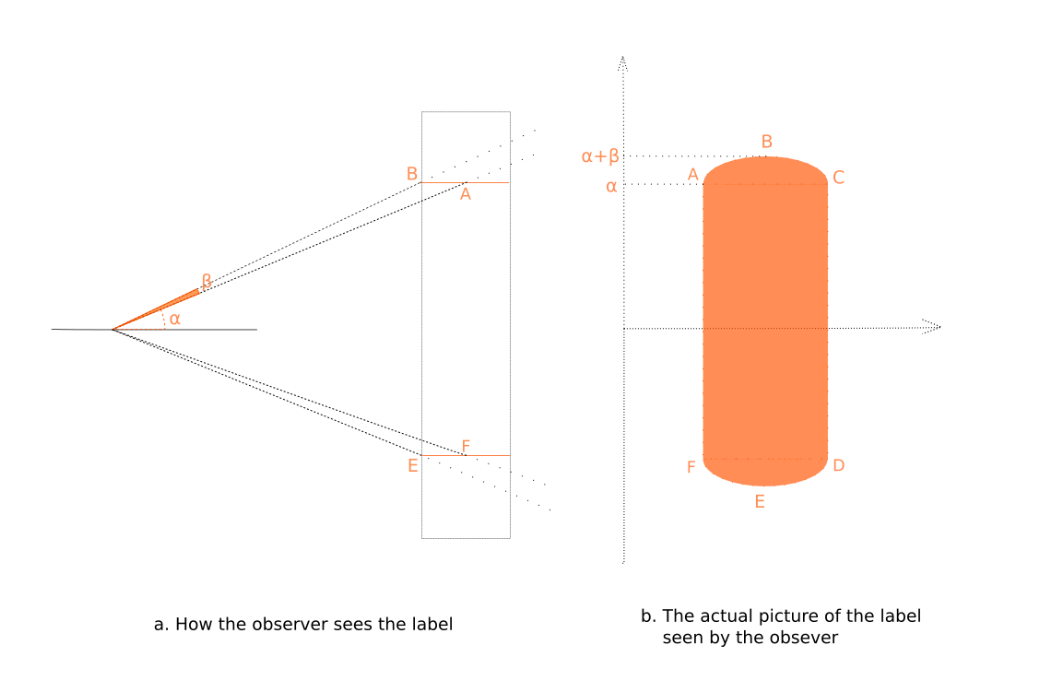 B
A
β
α
F
E
a. How the observer sees the label
B
α+β
A
C
α
F
D
E
b. The actual picture of the label
seen by the obsever